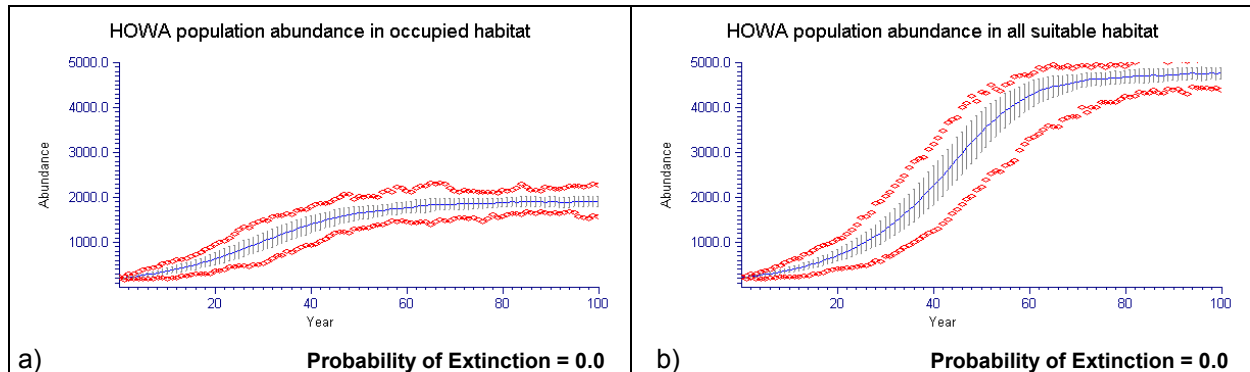 HOWA population abundance in occupied habitat
5000.0
4000.0
3000.0
2000.0
1000.0
Abundance
20 40 60 80 100
Year
a) Probability of Extinction = 0.0
HOWA population abundance in all suitable habitat
5000.0
4000.0
3000.0
2000.0
1000.0
Abundance
20 40 60 80 100
Year
b) Probability of Extinction = 0.0